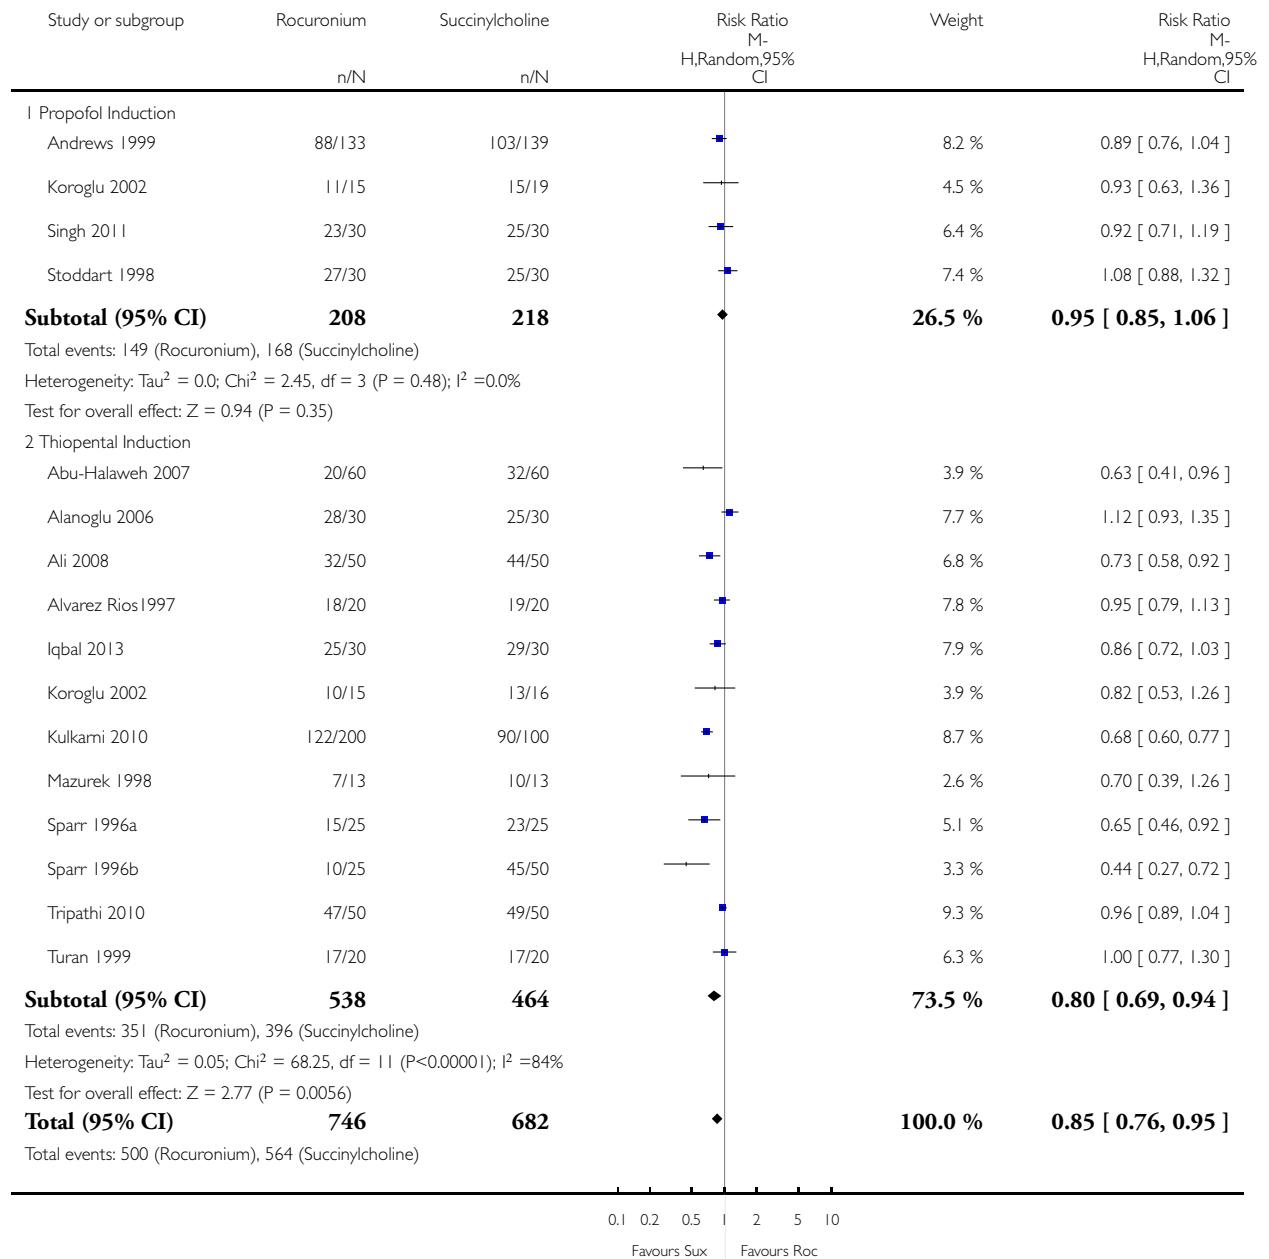 Study or subgroup Rocuronium Succinylcholine Risk Ratio Weight Risk Ratio
M- M-
H,Random,95% H,Random,95%
n/N n/N CI CI
1 Propofol Induction
Andrews 1999 88/133 103/139 8.2 % 0.89 [ 0.76, 1.04 ]
Koroglu 2002 11/15 15/19 4.5 % 0.93 [ 0.63, 1.36 ]
Singh 2011 23/30 25/30 6.4 % 0.92 [ 0.71, 1.19 ]
Stoddart 1998 27/30 25/30 7.4 % 1.08 [ 0.88, 1.32 ]
Subtotal (95% CI) 208 218 26.5 % 0.95 [ 0.85, 1.06 ]
Total events: 149 (Rocuronium), 168 (Succinylcholine)
Heterogeneity: Tau² = 0.0; Chi² = 2.45, df = 3 (P = 0.48); I² =0.0%
Test for overall effect: Z = 0.94 (P = 0.35)
2 Thiopental Induction
Abu-Halaweh 2007 20/60 32/60 3.9 % 0.63 [ 0.41, 0.96 ]
Alanoglu 2006 28/30 25/30 7.7 % 1.12 [ 0.93, 1.35 ]
Ali 2008 32/50 44/50 6.8 % 0.73 [ 0.58, 0.92 ]
Alvarez Rios1997 18/20 19/20 7.8 % 0.95 [ 0.79, 1.13 ]
Iqbal 2013 25/30 29/30 7.9 % 0.86 [ 0.72, 1.03 ]
Koroglu 2002 10/15 13/16 3.9 % 0.82 [ 0.53, 1.26 ]
Kulkarni 2010 122/200 90/100 8.7 % 0.68 [ 0.60, 0.77 ]
Mazurek 1998 7/13 10/13 2.6 % 0.70 [ 0.39, 1.26 ]
Sparr 1996a 15/25 23/25 5.1 % 0.65 [ 0.46, 0.92 ]
Sparr 1996b 10/25 45/50 3.3 % 0.44 [ 0.27, 0.72 ]
Tripathi 2010 47/50 49/50 9.3 % 0.96 [ 0.89, 1.04 ]
Turan 1999 17/20 17/20 6.3 % 1.00 [ 0.77, 1.30 ]
Subtotal (95% CI) 538 464 73.5 % 0.80 [ 0.69, 0.94 ]
Total events: 351 (Rocuronium), 396 (Succinylcholine)
Heterogeneity: Tau² = 0.05; Chi² = 68.25, df = 11 (P<0.00001); I² =84%
Test for overall effect: Z = 2.77 (P = 0.0056)
Total (95% CI) 746 682 100.0 % 0.85 [ 0.76, 0.95 ]
Total events: 500 (Rocuronium), 564 (Succinylcholine)
0.1 0.2 0.5 1 2 5 10
Favours Sux Favours Roc